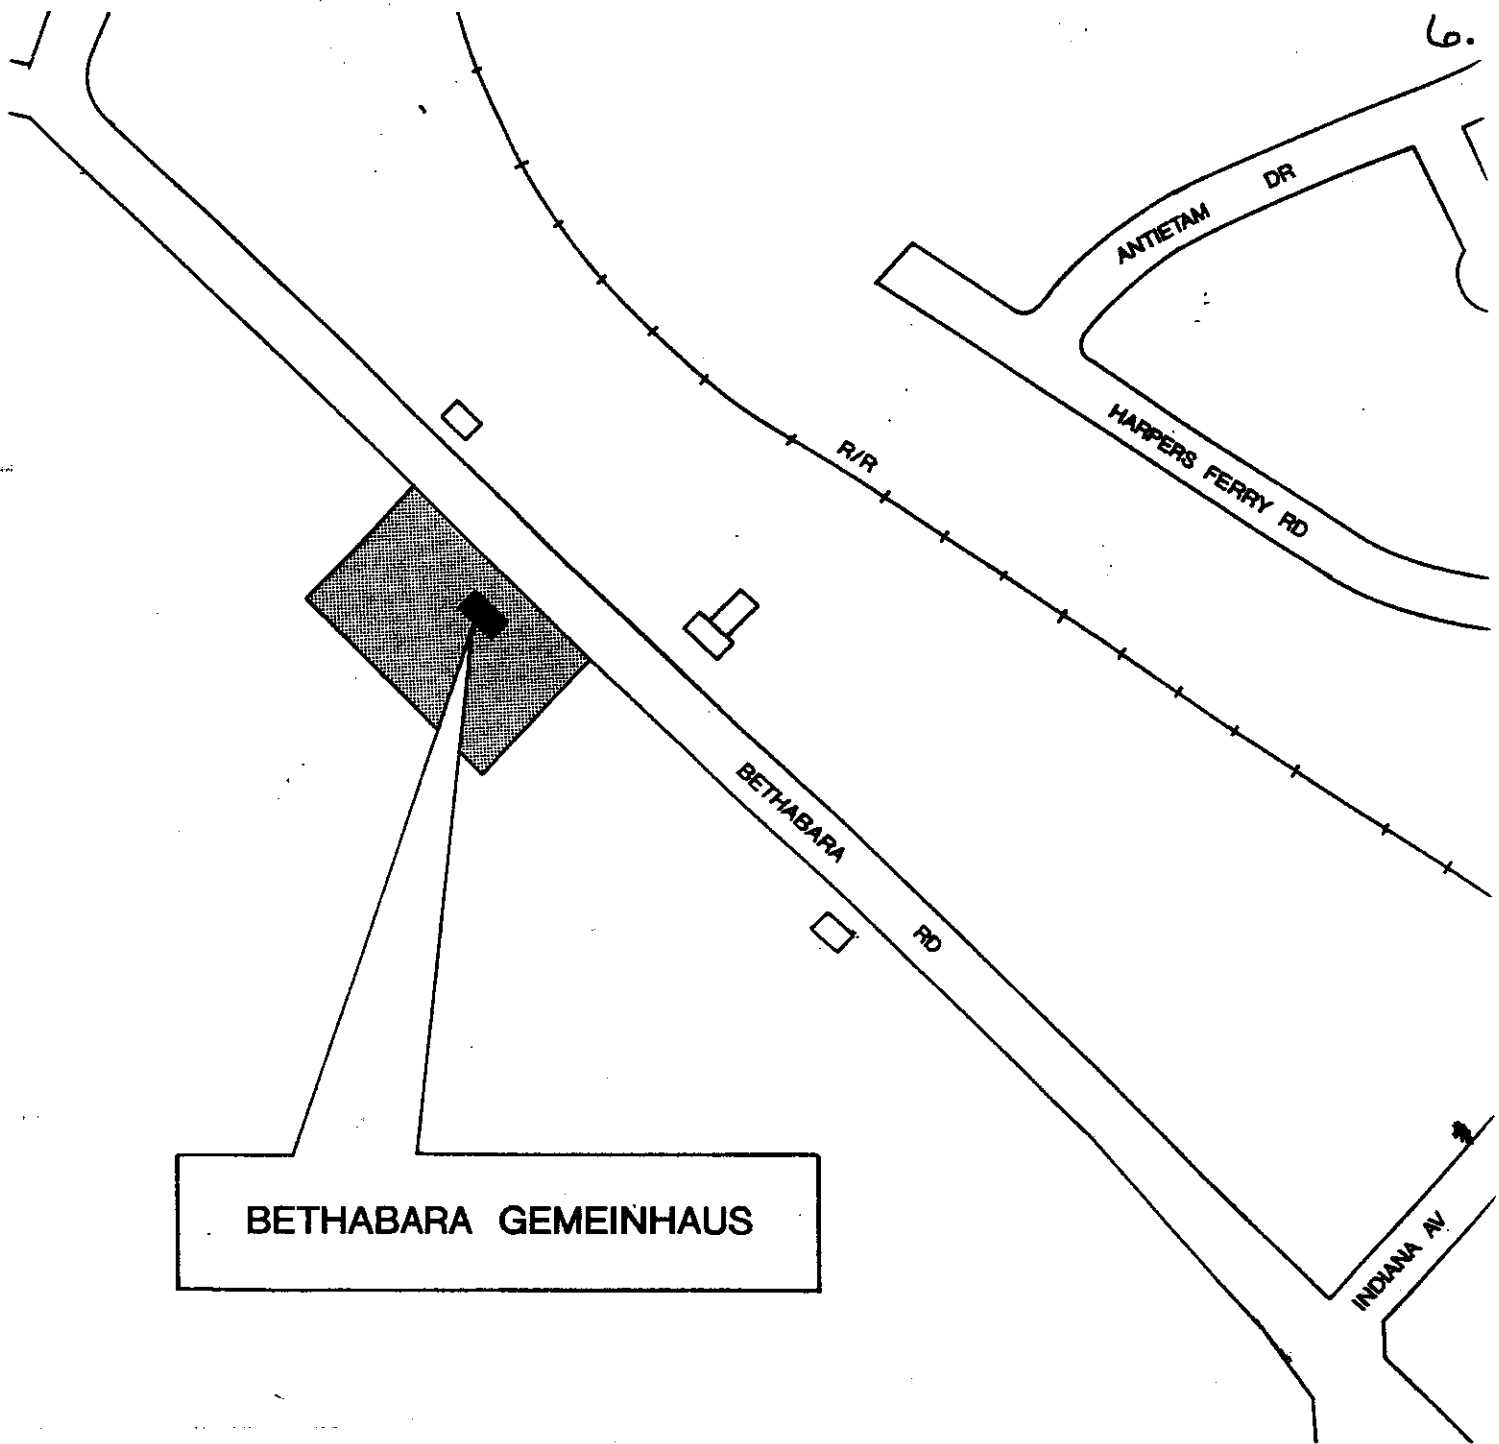 6.
ANTIETAM DR
HARPERS FERRY RD
R/R
BETHABARA RD
BETHABARA GEMEINHAUS
INDIANA AV